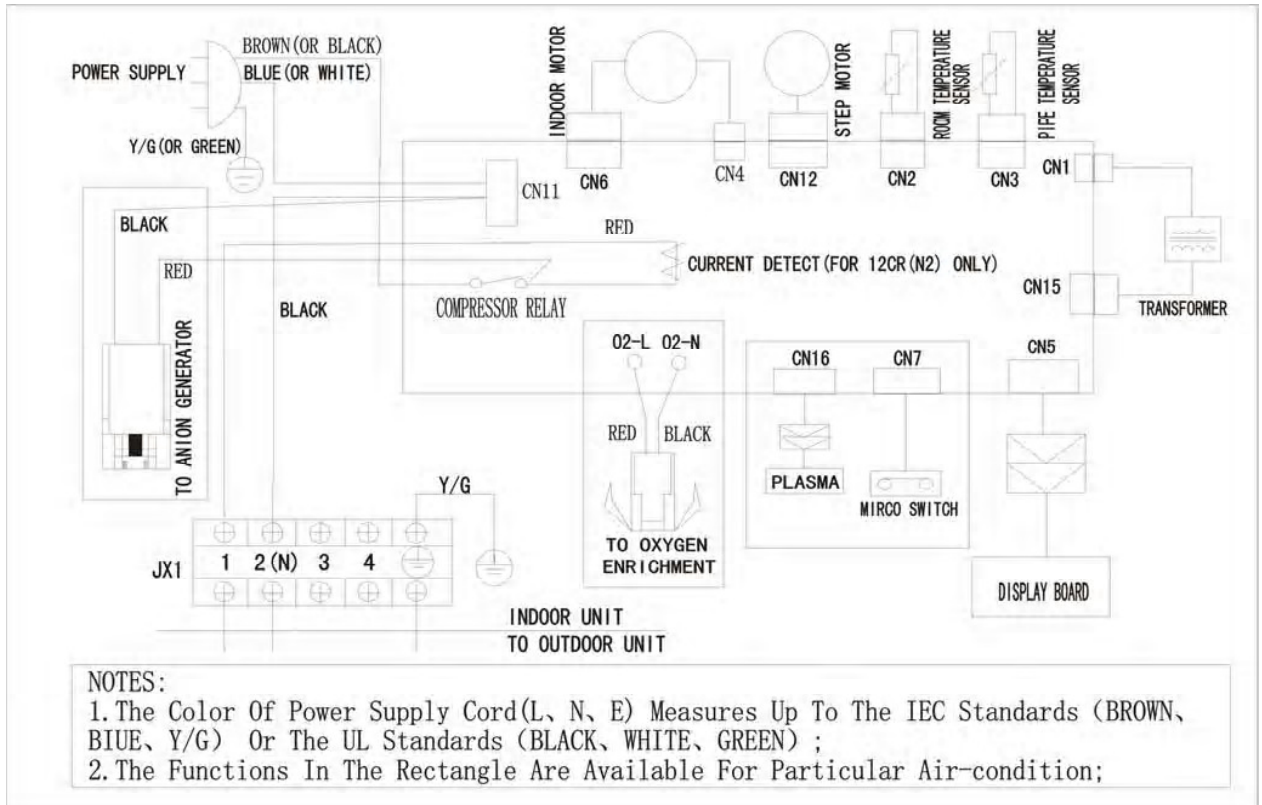 BROWN(OR BLACK)
POWER SUPPLY
BLUE(OR WHITE)
Y/G(OR GREEN)
INDOOR MOTOR
STEP MOTOR
ROCM TEMPERATURE
SENSOR
PIPE TEMPERATURE
SENSOR
CN6
CN4
CN12
CN2
CN3
CN1
CN11
BLACK
RED
RED
CURRENT DETECT(FOR 12CR(N2) ONLY)
CN15
TRANSFORMER
BLACK
COMPRESSOR RELAY
TO ANION GENERATOR
O2-L O2-N
CN16
CN7
CN5
RED
BLACK
PLASMA
MIRCO SWITCH
TO OXYGEN
ENRICHMENT
Y/G
JX1
1 2(N) 3 4
DISPLAY BOARD
INDOOR UNIT
TO OUTDOOR UNIT
NOTES:
1.The Color Of Power Supply Cord(L、N、E) Measures Up To The IEC Standards (BROWN、
BIUE、Y/G) Or The UL Standards (BLACK、WHITE、GREEN) ;
2.The Functions In The Rectangle Are Available For Particular Air-condition;